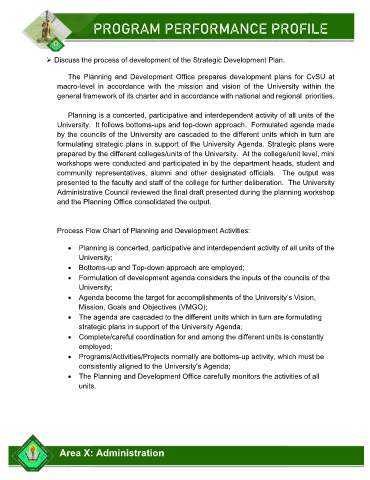 PROGRAM PERFORMANCE PROFILE
➢ Discuss the process of development of the Strategic Development Plan.
The Planning and Development Office prepares development plans for CvSU at
macro-level in accordance with the mission and vision of the University within the
general framework of its charter and in accordance with national and regional priorities.
Planning is a concerted, participative and interdependent activity of all units of the
University. It follows bottoms-ups and top-down approach. Formulated agenda made
by the councils of the University are cascaded to the different units which in turn are
formulating strategic plans in support of the University Agenda. Strategic plans were
prepared by the different colleges/units of the University. At the college/unit level, mini
workshops were conducted and participated in by the department heads, student and
community representatives, alumni and other designated officials. The output was
presented to the faculty and staff of the college for further deliberation. The University
Administrative Council reviewed the final draft presented during the planning workshop
and the Planning Office consolidated the output.
Process Flow Chart of Planning and Development Activities:
• Planning is concerted, participative and interdependent activity of all units of the
University;
• Bottoms-up and Top-down approach are employed;
• Formulation of development agenda considers the inputs of the councils of the
University;
• Agenda become the target for accomplishments of the University's Vision,
Mission, Goals and Objectives (VMGO);
• The agenda are cascaded to the different units which in turn are formulating
strategic plans in support of the University Agenda;
• Complete/careful coordination for and among the different units is constantly
employed;
• Programs/Activities/Projects normally are bottoms-up activity, which must be
consistently aligned to the University's Agenda;
• The Planning and Development Office carefully monitors the activities of all
units.
Area X: Administration